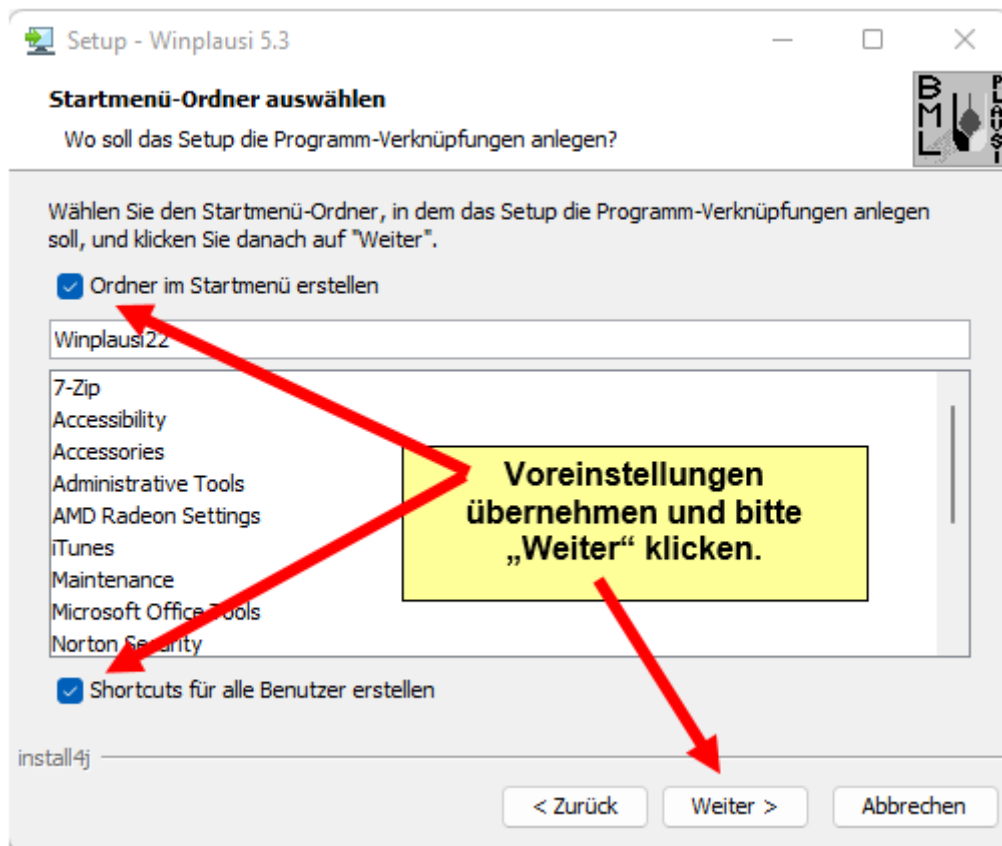 Setup - Winplausi 5.3
Startmenü-Ordner auswählen
Wo soll das Setup die Programm-Verknüpfungen anlegen?
BML
PLAUSI
Wählen Sie den Startmenü-Ordner, in dem das Setup die Programm-Verknüpfungen anlegen
soll, und klicken Sie danach auf "Weiter".
Ordner im Startmenü erstellen
Winplausi22
7-Zip
Accessibility
Accessories
Administrative Tools
AMD Radeon Settings
iTunes
Maintenance
Microsoft Office Tools
Norton Security
Voreinstellungen
übernehmen und bitte
„Weiter“ klicken.
Shortcuts für alle Benutzer erstellen
install4j
< Zurück
Weiter >
Abbrechen